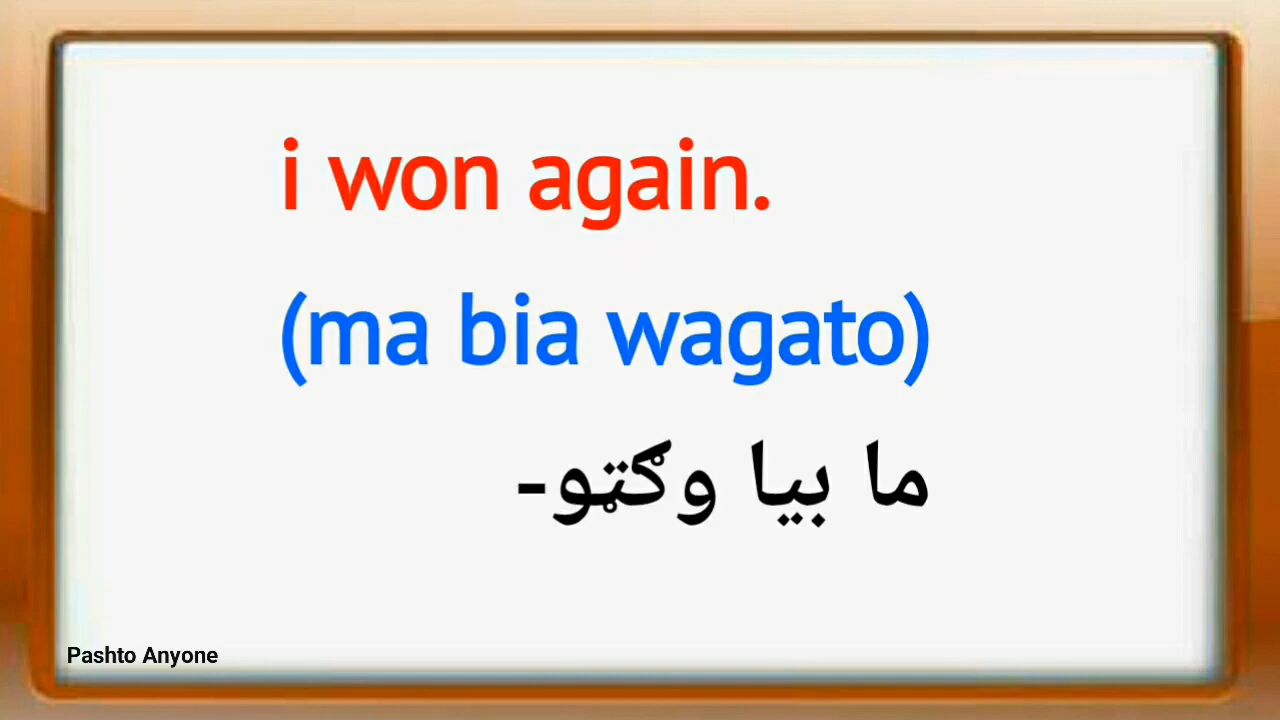 i won again.
(ma bia wagato)
ما بیا وګټو-
Pashto Anyone